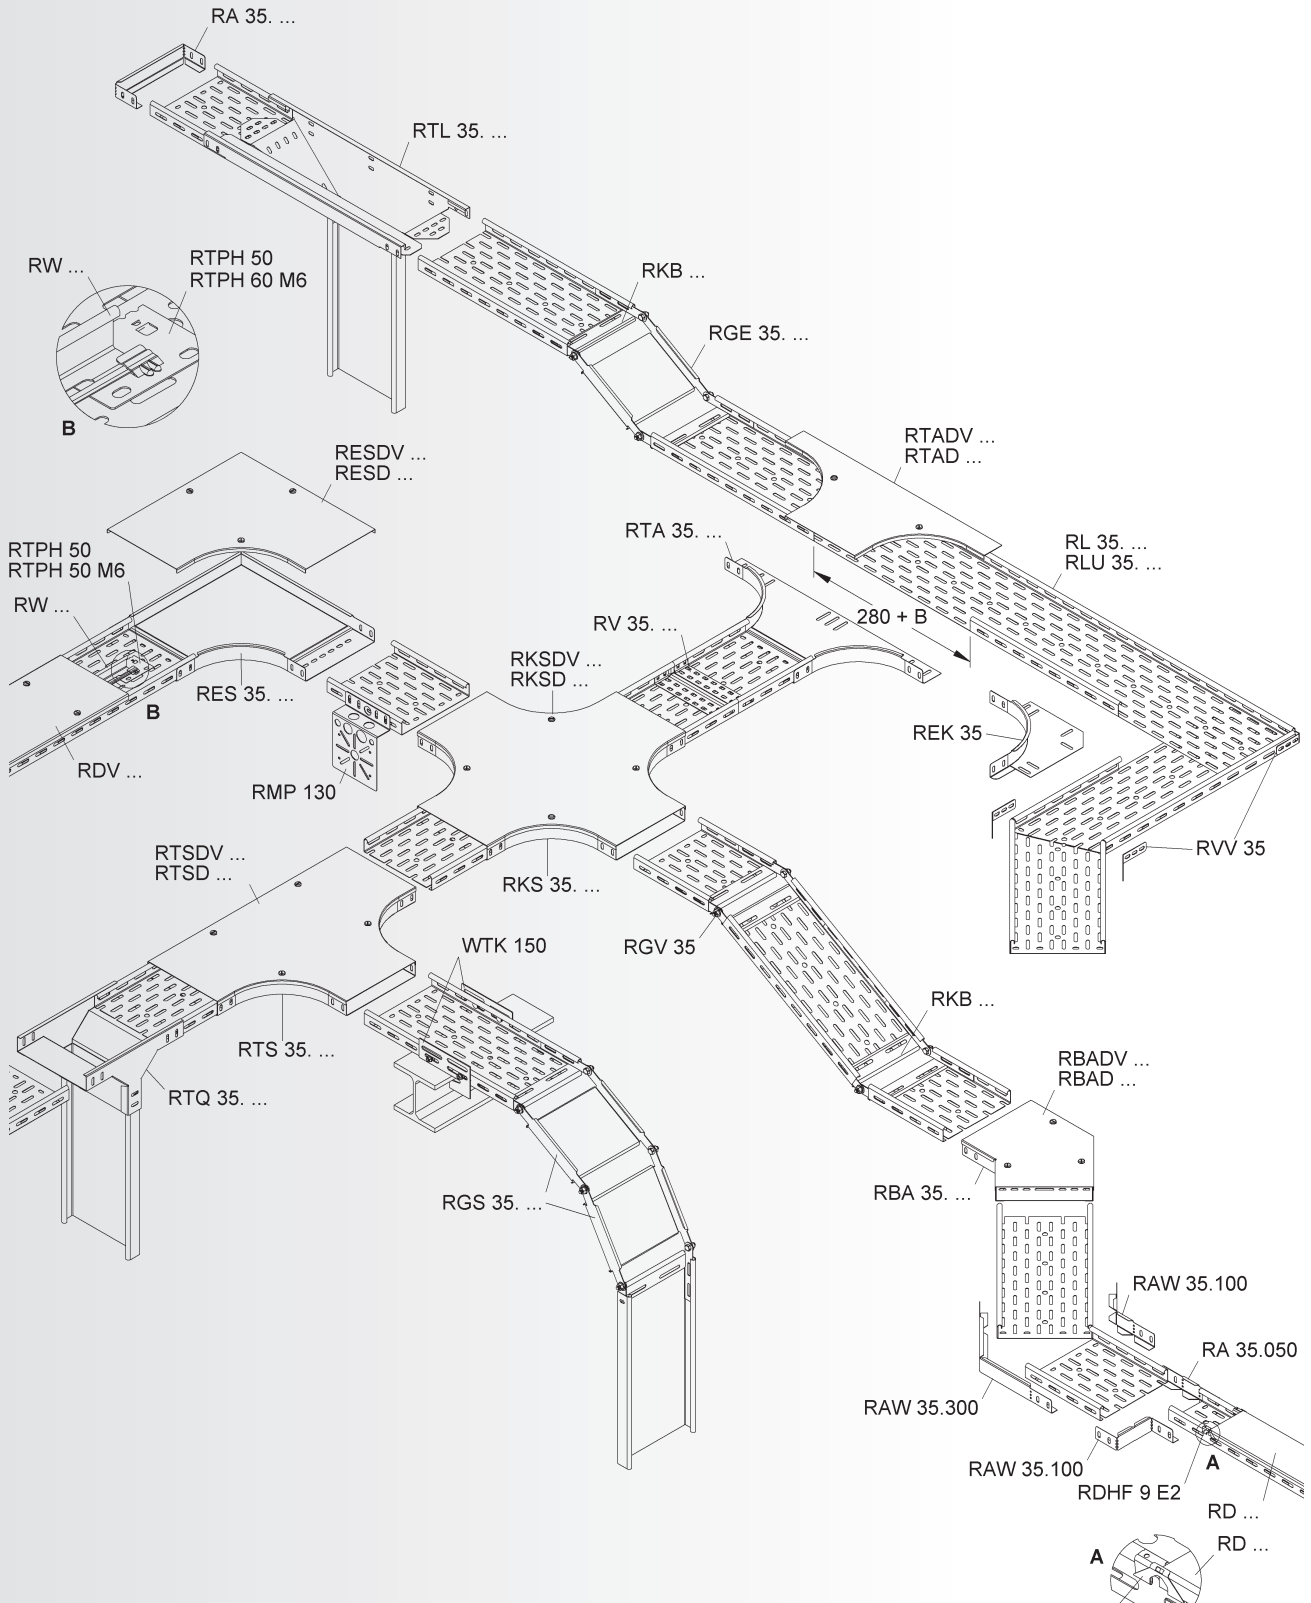 RA 35. ...
RTL 35. ...
RW ...
RTPH 50
RTPH 60 M6
B
RKB ...
RGE 35. ...
RESDV ...
RESD ...
RTADV ...
RTAD ...
RTPH 50
RTPH 50 M6
RW ...
RTA 35. ...
RL 35. ...
RLU 35. ...
280 + B
RV 35. ...
RKSDV ...
RKSD ...
RES 35. ...
B
RDV ...
RMP 130
REK 35
RVV 35
RTSDV ...
RTSD ...
RKS 35. ...
RGV 35
WTK 150
RKB ...
RTS 35. ...
RTQ 35. ...
RBADV ...
RBAD ...
RGS 35. ...
RBA 35. ...
RAW 35.100
RA 35.050
RAW 35.300
RAW 35.100
A
RDHF 9 E2
RD ...
RD ...
A